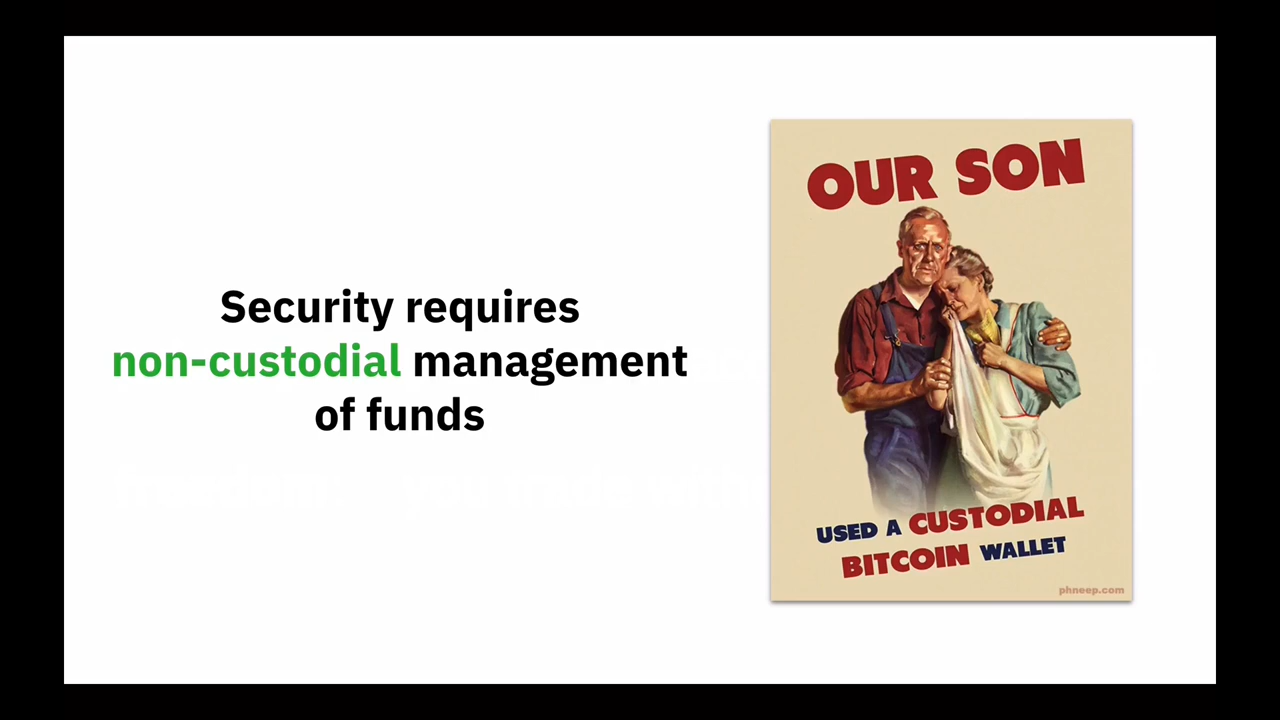 Security requires
non-custodial management
of funds
OUR SON
USED A CUSTODIAL
BITCOIN WALLET
phneep.com